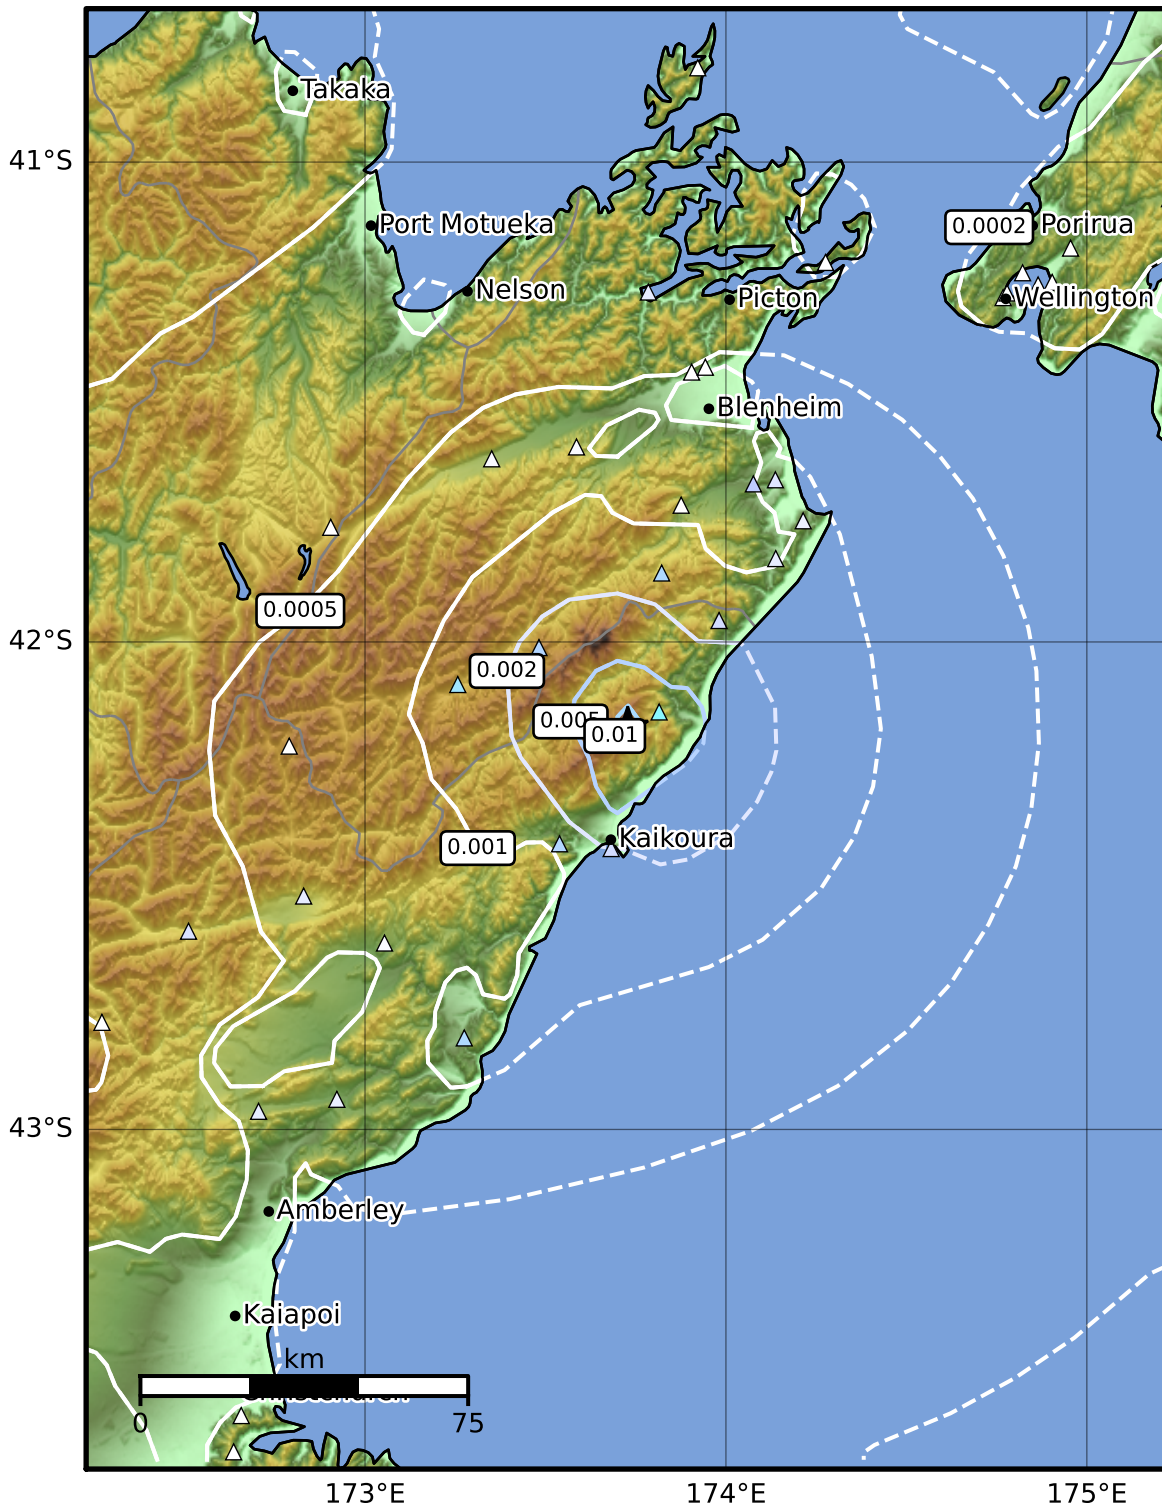 Takaka
41°S
Port Motueka
0.0002
Porirua
Nelson
Picton
Wellington
Blenheim
0.0005
42°S
0.002
0.01
Kaikoura
0.001
43°S
Amberley
Kaiapoi
km
0
75
173°E
174°E
175°E